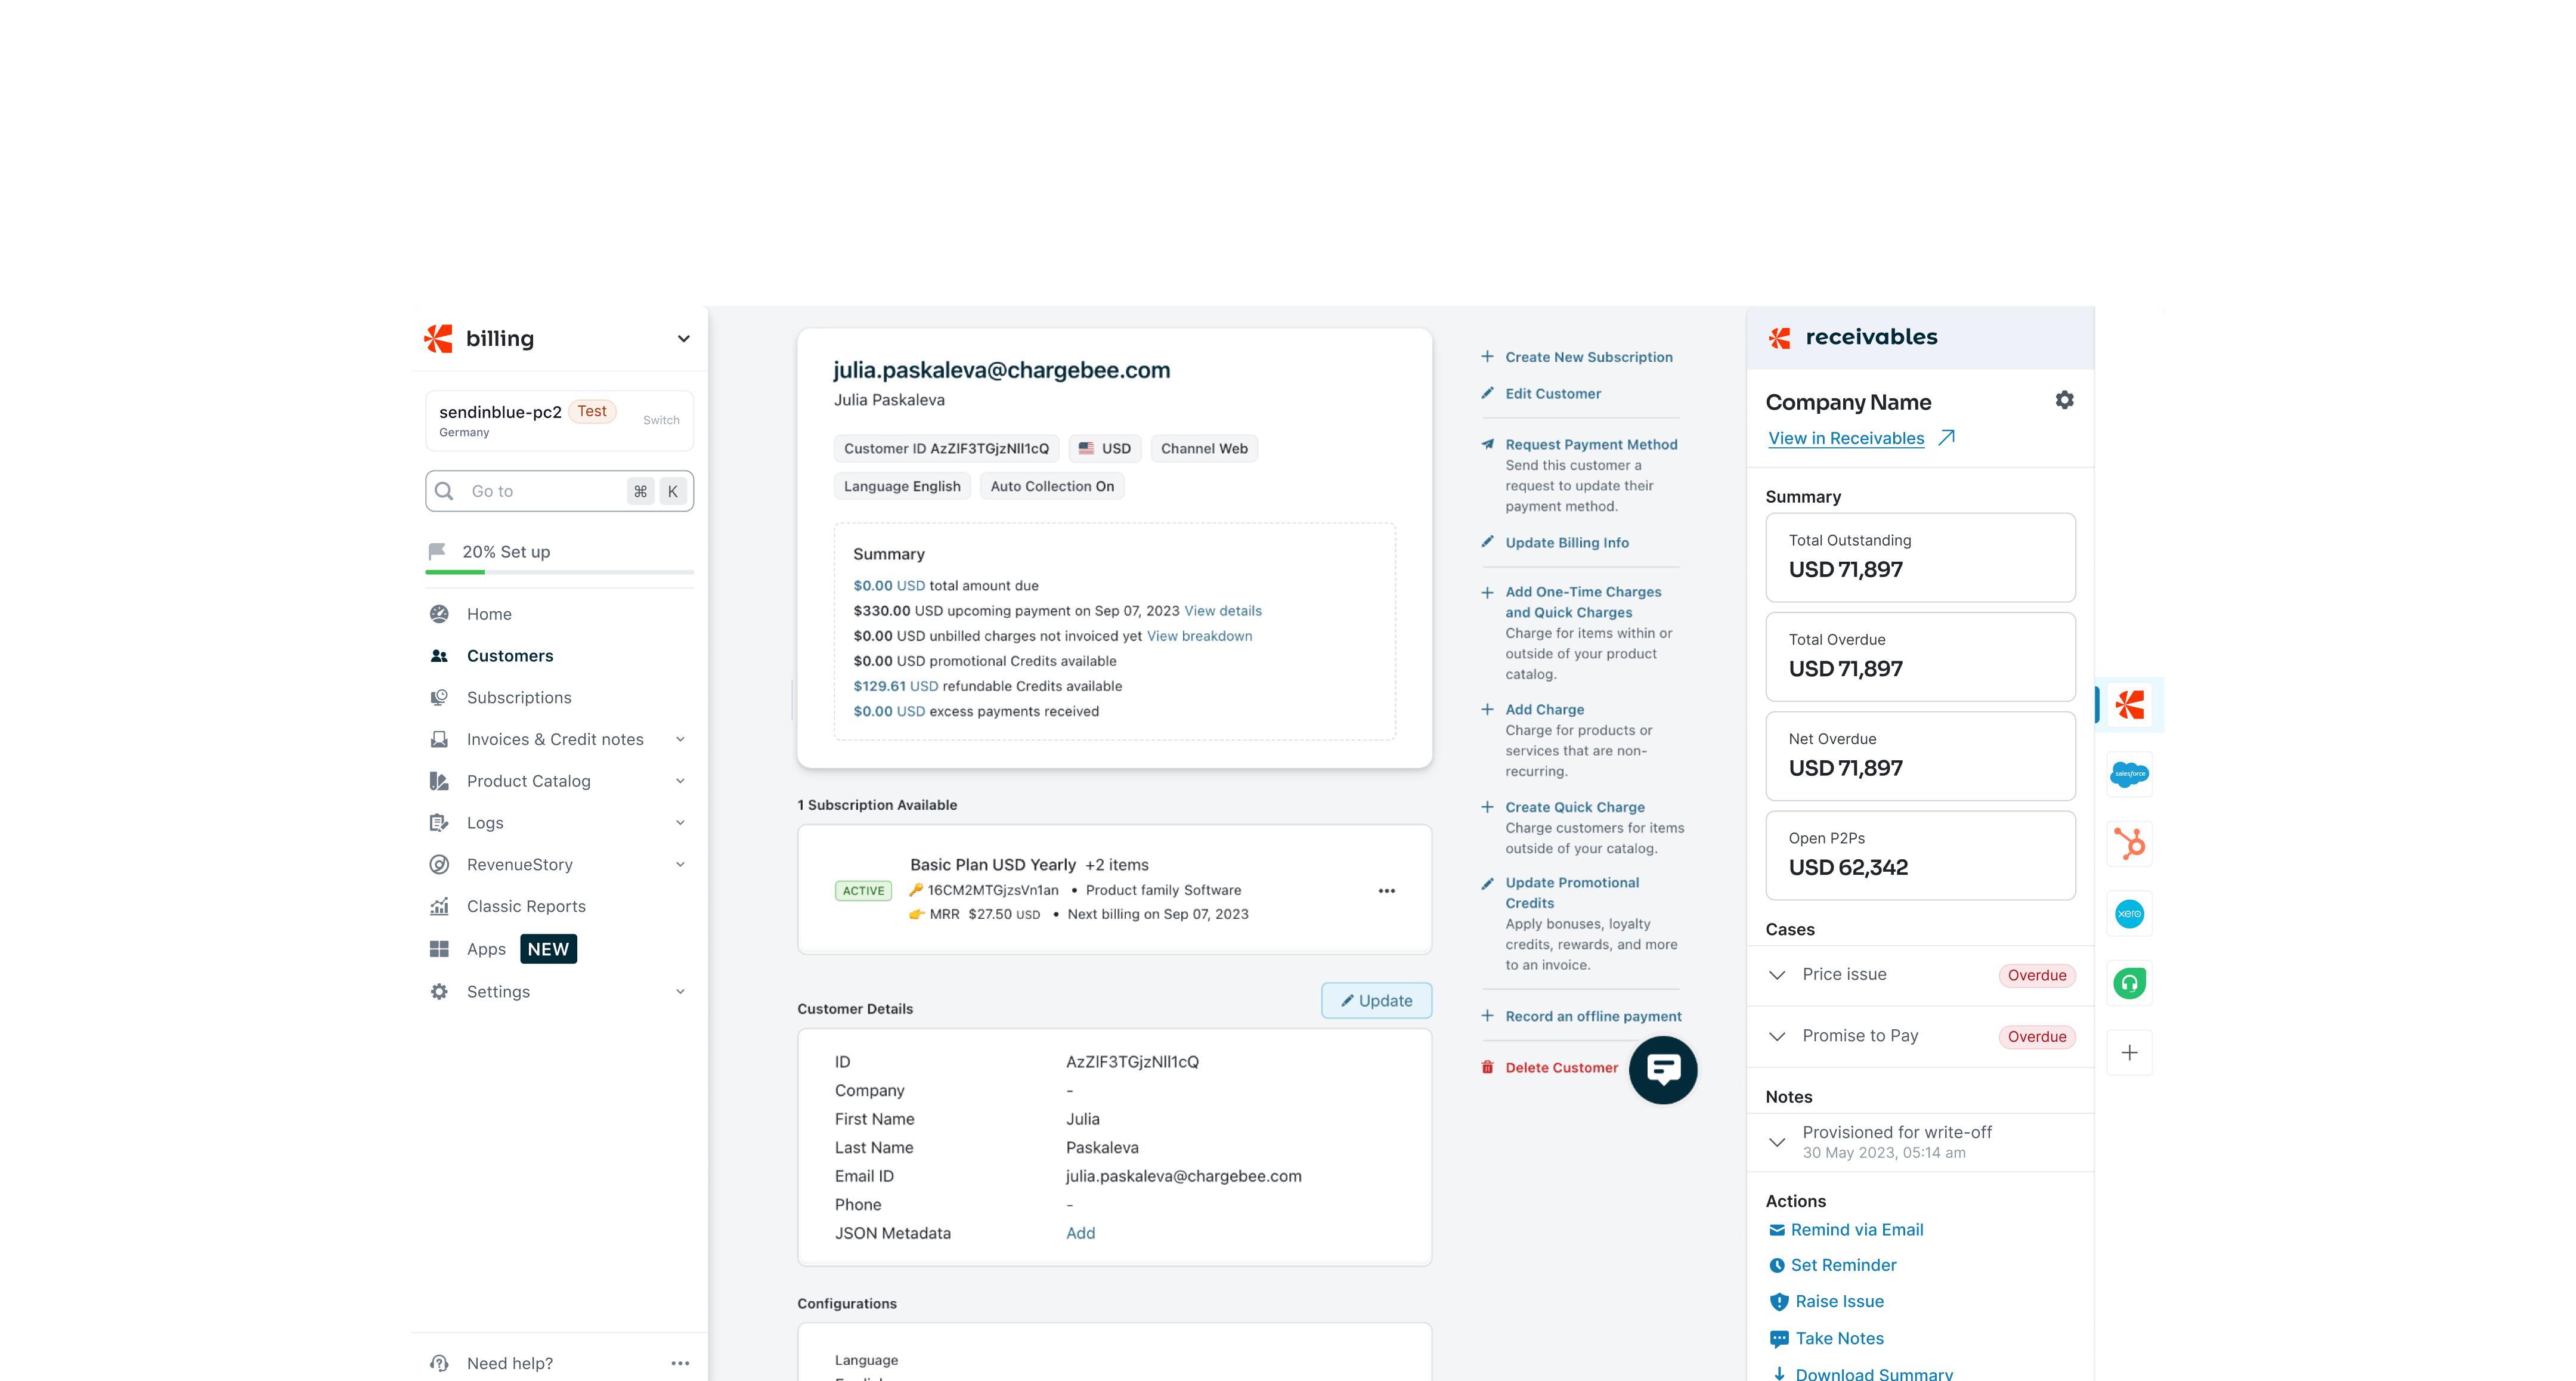 billing
sendinblue-pc2 Test
Germany
Switch
Go to ⌘ K
20% Set up
Home
Customers
Subscriptions
Invoices & Credit notes
Product Catalog
Logs
RevenueStory
Classic Reports
Apps NEW
Settings
Need help?
julia.paskaleva@chargebee.com
Julia Paskaleva
Customer ID AzZIF3TGjzNII1cQ USD Channel Web
Language English Auto Collection On
Summary
$0.00 USD total amount due
$330.00 USD upcoming payment on Sep 07, 2023 View details
$0.00 USD unbilled charges not invoiced yet View breakdown
$0.00 USD promotional Credits available
$129.61 USD refundable Credits available
$0.00 USD excess payments received
1 Subscription Available
Basic Plan USD Yearly +2 items
ACTIVE
16CM2MTGjzsVn1an • Product family Software
MRR $27.50 USD • Next billing on Sep 07, 2023
Customer Details
Update
ID AzZIF3TGjzNII1cQ
Company -
First Name Julia
Last Name Paskaleva
Email ID julia.paskaleva@chargebee.com
Phone -
JSON Metadata Add
Configurations
Language
Create New Subscription
Edit Customer
Request Payment Method
Send this customer a
request to update their
payment method.
Update Billing Info
Add One-Time Charges
and Quick Charges
Charge for items within or
outside of your product
catalog.
Add Charge
Charge for products or
services that are non-
recurring.
Create Quick Charge
Charge customers for items
outside of your catalog.
Update Promotional
Credits
Apply bonuses, loyalty
credits, rewards, and more
to an invoice.
Record an offline payment
Delete Customer
receivables
Company Name
View in Receivables
Summary
Total Outstanding
USD 71,897
Total Overdue
USD 71,897
Net Overdue
USD 71,897
Open P2Ps
USD 62,342
Cases
Price issue Overdue
Promise to Pay Overdue
Notes
Provisioned for write-off
30 May 2023, 05:14 am
Actions
Remind via Email
Set Reminder
Raise Issue
Take Notes
Download Summary
salesforce
xero